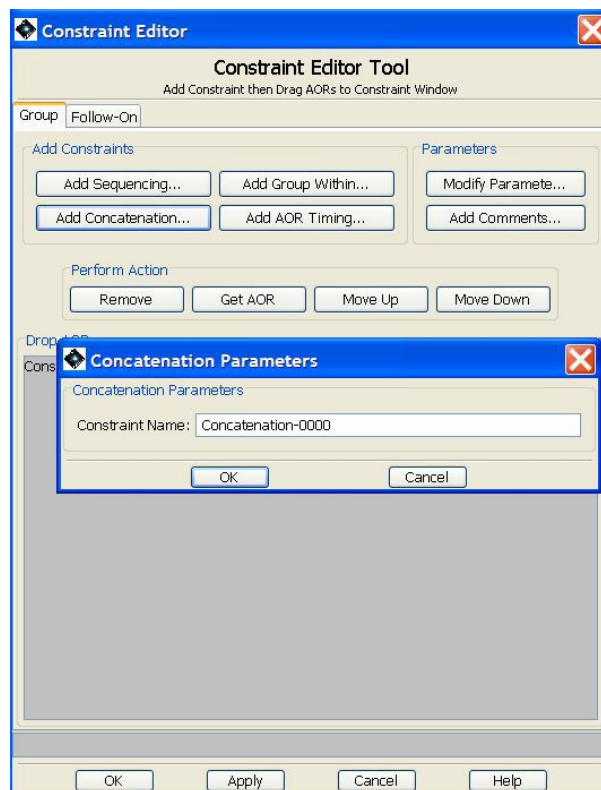 Constraint Editor
Constraint Editor Tool
Add Constraint then Drag AORs to Constraint Window
Group Follow-On
Add Constraints Parameters
Add Sequencing... Add Group Within... Modify Paramete...
Add Concatenation... Add AOR Timing... Add Comments...
Perform Action
Remove Get AOR Move Up Move Down
Drop
Cons
Concatenation Parameters
Concatenation Parameters
Constraint Name: Concatenation-0000
OK Cancel
OK Apply Cancel Help